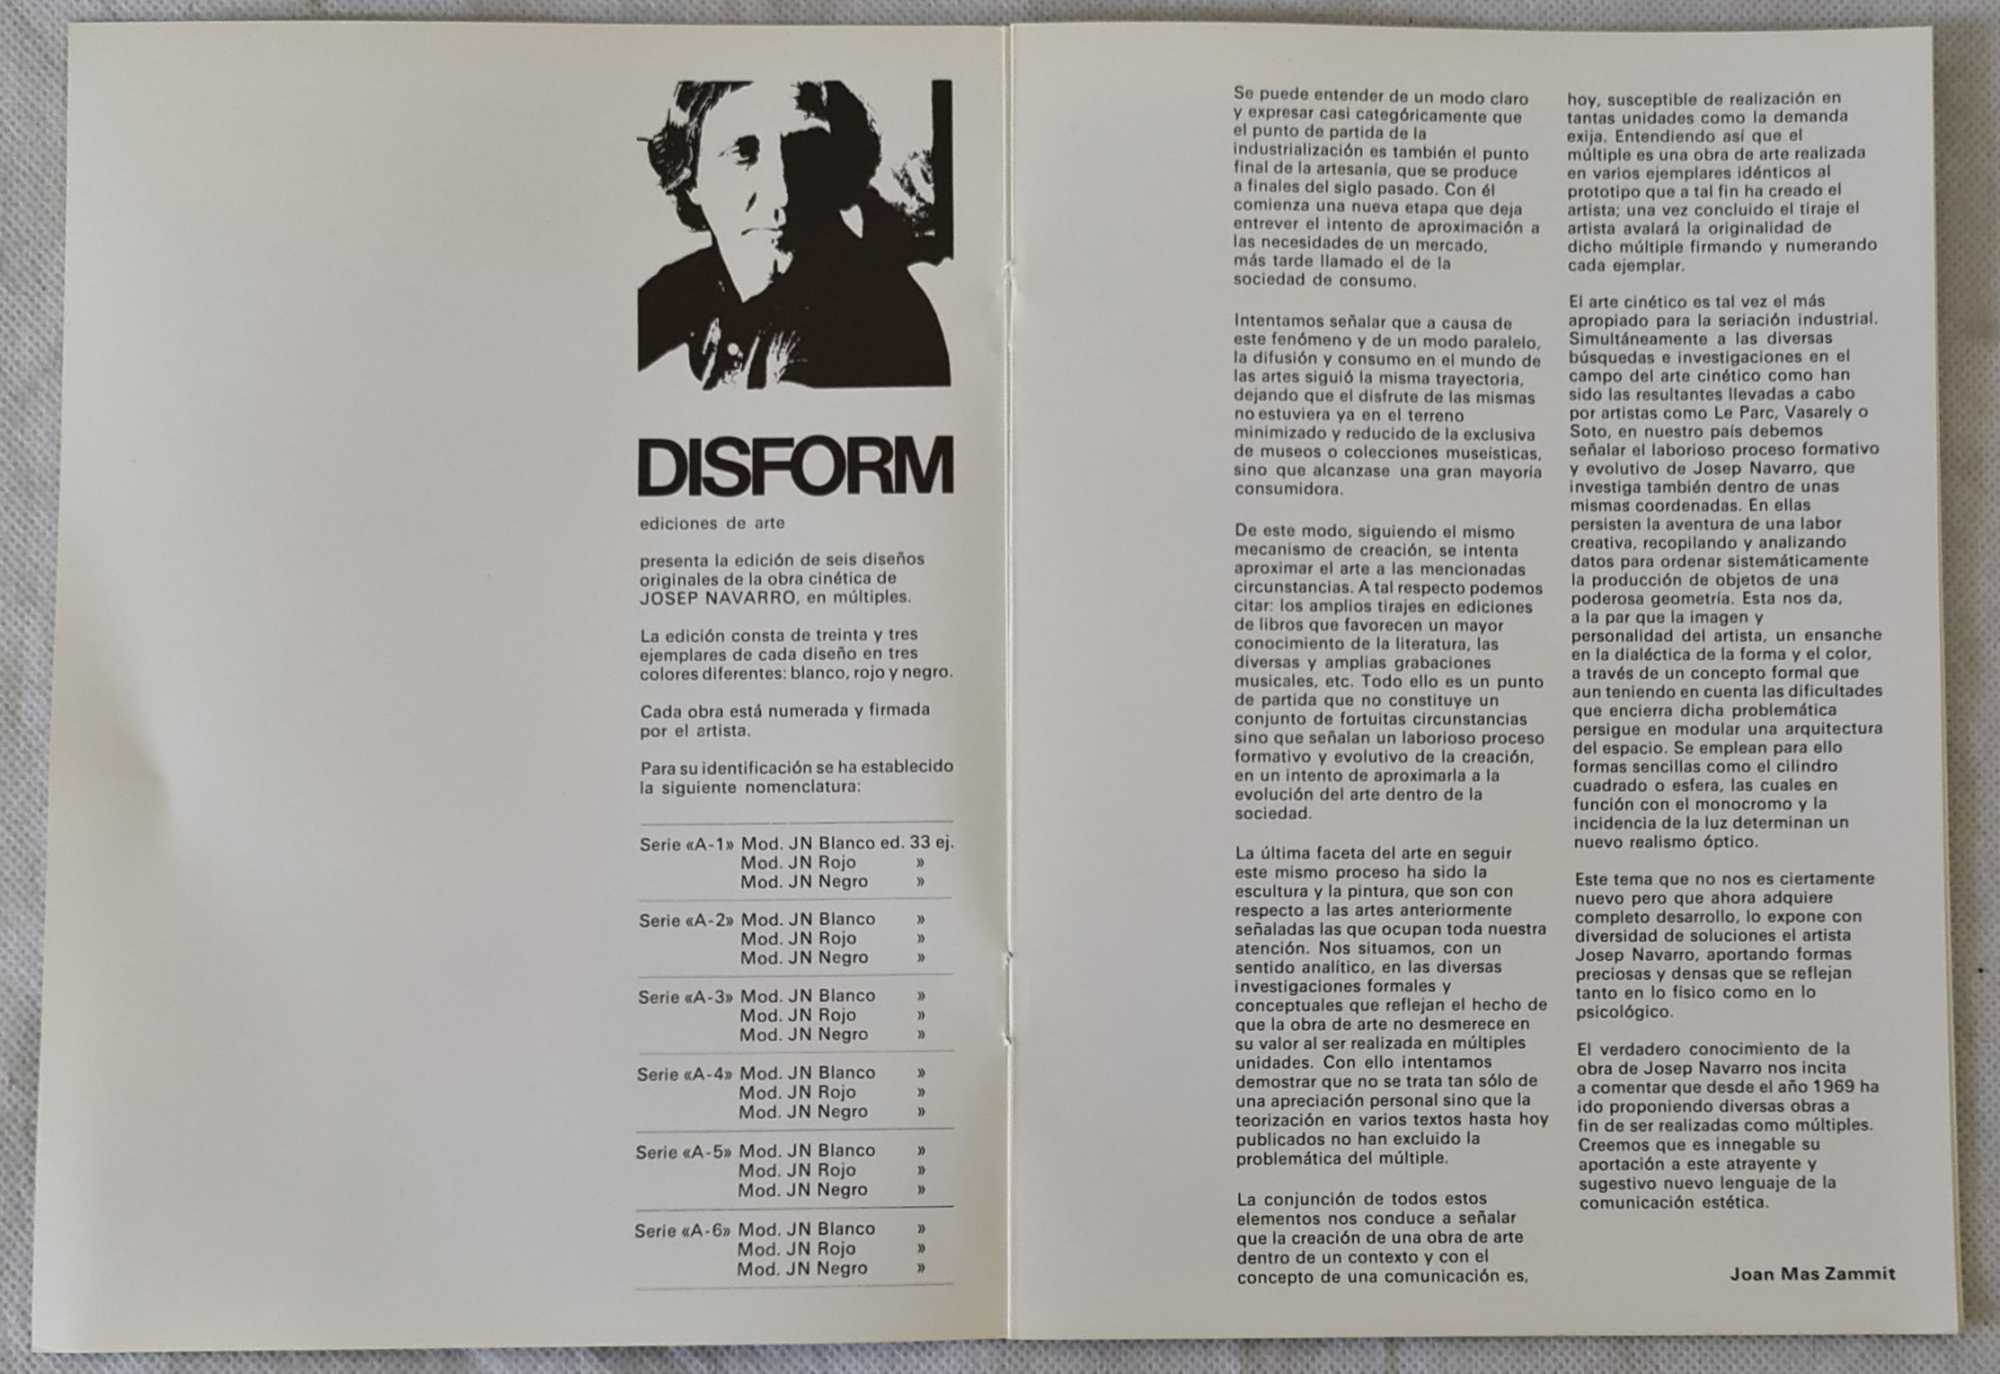 DISFORM
ediciones de arte
presenta la edición de seis diseños
originales de la obra cinética de
JOSEP NAVARRO, en múltiples.
La edición consta de treinta y tres
ejemplares de cada diseño en tres
colores diferentes: blanco, rojo y negro.
Cada obra está numerada y firmada
por el artista.
Para su identificación se ha establecido
la siguiente nomenclatura:
Serie «A-1» Mod. JN Blanco ed. 33 ej.
Mod. JN Rojo »
Mod. JN Negro »
Serie «A-2» Mod. JN Blanco »
Mod. JN Rojo »
Mod. JN Negro »
Serie «A-3» Mod. JN Blanco »
Mod. JN Rojo »
Mod. JN Negro »
Serie «A-4» Mod. JN Blanco »
Mod. JN Rojo »
Mod. JN Negro »
Serie «A-5» Mod. JN Blanco »
Mod. JN Rojo »
Mod. JN Negro »
Serie «A-6» Mod. JN Blanco »
Mod. JN Rojo »
Mod. JN Negro »
Se puede entender de un modo claro
y expresar casi categóricamente que
el punto de partida de la
industrialización es también el punto
final de la artesanía, que se produce
a finales del siglo pasado. Con él
comienza una nueva etapa que deja
entrever el intento de aproximación a
las necesidades de un mercado,
más tarde llamado el de la
sociedad de consumo.
Intentamos señalar que a causa de
este fenómeno y de un modo paralelo,
la difusión y consumo en el mundo de
las artes siguió la misma trayectoria,
dejando que el disfrute de las mismas
no estuviera ya en el terreno
minimizado y reducido de la exclusiva
de museos o colecciones museísticas,
sino que alcanzase una gran mayoría
consumidora.
De este modo, siguiendo el mismo
mecanismo de creación, se intenta
aproximar el arte a las mencionadas
circunstancias. A tal respecto podemos
citar: los amplios tirajes en ediciones
de libros que favorecen un mayor
conocimiento de la literatura, las
diversas y amplias grabaciones
musicales, etc. Todo ello es un punto
de partida que no constituye un
conjunto de fortuitas circunstancias
sino que señalan un laborioso proceso
formativo y evolutivo de la creación,
en un intento de aproximarla a la
evolución del arte dentro de la
sociedad.
La última faceta del arte en seguir
este mismo proceso ha sido la
escultura y la pintura, que son con
respecto a las artes anteriormente
señaladas las que ocupan toda nuestra
atención. Nos situamos, con un
sentido analítico, en las diversas
investigaciones formales y
conceptuales que reflejan el hecho de
que la obra de arte no desmerece en
su valor al ser realizada en múltiples
unidades. Con ello intentamos
demostrar que no se trata tan sólo de
una apreciación personal sino que la
teorización en varios textos hasta hoy
publicados no han excluido la
problemática del múltiple.
La conjunción de todos estos
elementos nos conduce a señalar
que la creación de una obra de arte
dentro de un contexto y con el
concepto de una comunicación es,
hoy, susceptible de realización en
tantas unidades como la demanda
exija. Entendiendo así que el
múltiple es una obra de arte realizada
en varios ejemplares idénticos al
prototipo que a tal fin ha creado el
artista; una vez concluido el tiraje el
artista avalará la originalidad de
dicho múltiple firmando y numerando
cada ejemplar.
El arte cinético es tal vez el más
apropiado para la seriación industrial.
Simultáneamente a las diversas
búsquedas e investigaciones en el
campo del arte cinético como han
sido las resultantes llevadas a cabo
por artistas como Le Parc, Vasarely o
Soto, en nuestro país debemos
señalar el laborioso proceso formativo
y evolutivo de Josep Navarro, que
investiga también dentro de unas
mismas coordenadas. En ellas
persisten la aventura de una labor
creativa, recopilando y analizando
datos para ordenar sistemáticamente
la producción de objetos de una
poderosa geometría. Esta nos da,
a la par que la imagen y
personalidad del artista, un ensanche
en la dialéctica de la forma y el color,
a través de un concepto formal que
aun teniendo en cuenta las dificultades
que encierra dicha problemática
persigue en modular una arquitectura
del espacio. Se emplean para ello
formas sencillas como el cilindro
cuadrado o esfera, las cuales en
función con el monocromo y la
incidencia de la luz determinan un
nuevo realismo óptico.
Este tema que no nos es ciertamente
nuevo pero que ahora adquiere
completo desarrollo, lo expone con
diversidad de soluciones el artista
Josep Navarro, aportando formas
preciosas y densas que se reflejan
tanto en lo físico como en lo
psicológico.
El verdadero conocimiento de la
obra de Josep Navarro nos incita
a comentar que desde el año 1969 ha
ido proponiendo diversas obras a
fin de ser realizadas como múltiples.
Creemos que es innegable su
aportación a este atrayente y
sugestivo nuevo lenguaje de la
comunicación estética.
Joan Mas Zammit